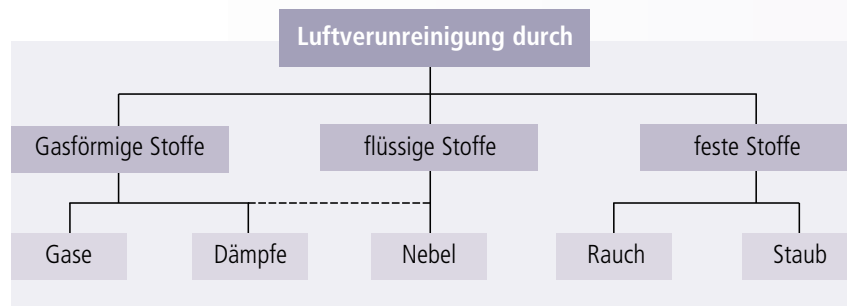 Luftverunreinigung durch
Gasförmige Stoffe
flüssige Stoffe
feste Stoffe
Gase
Dämpfe
Nebel
Rauch
Staub